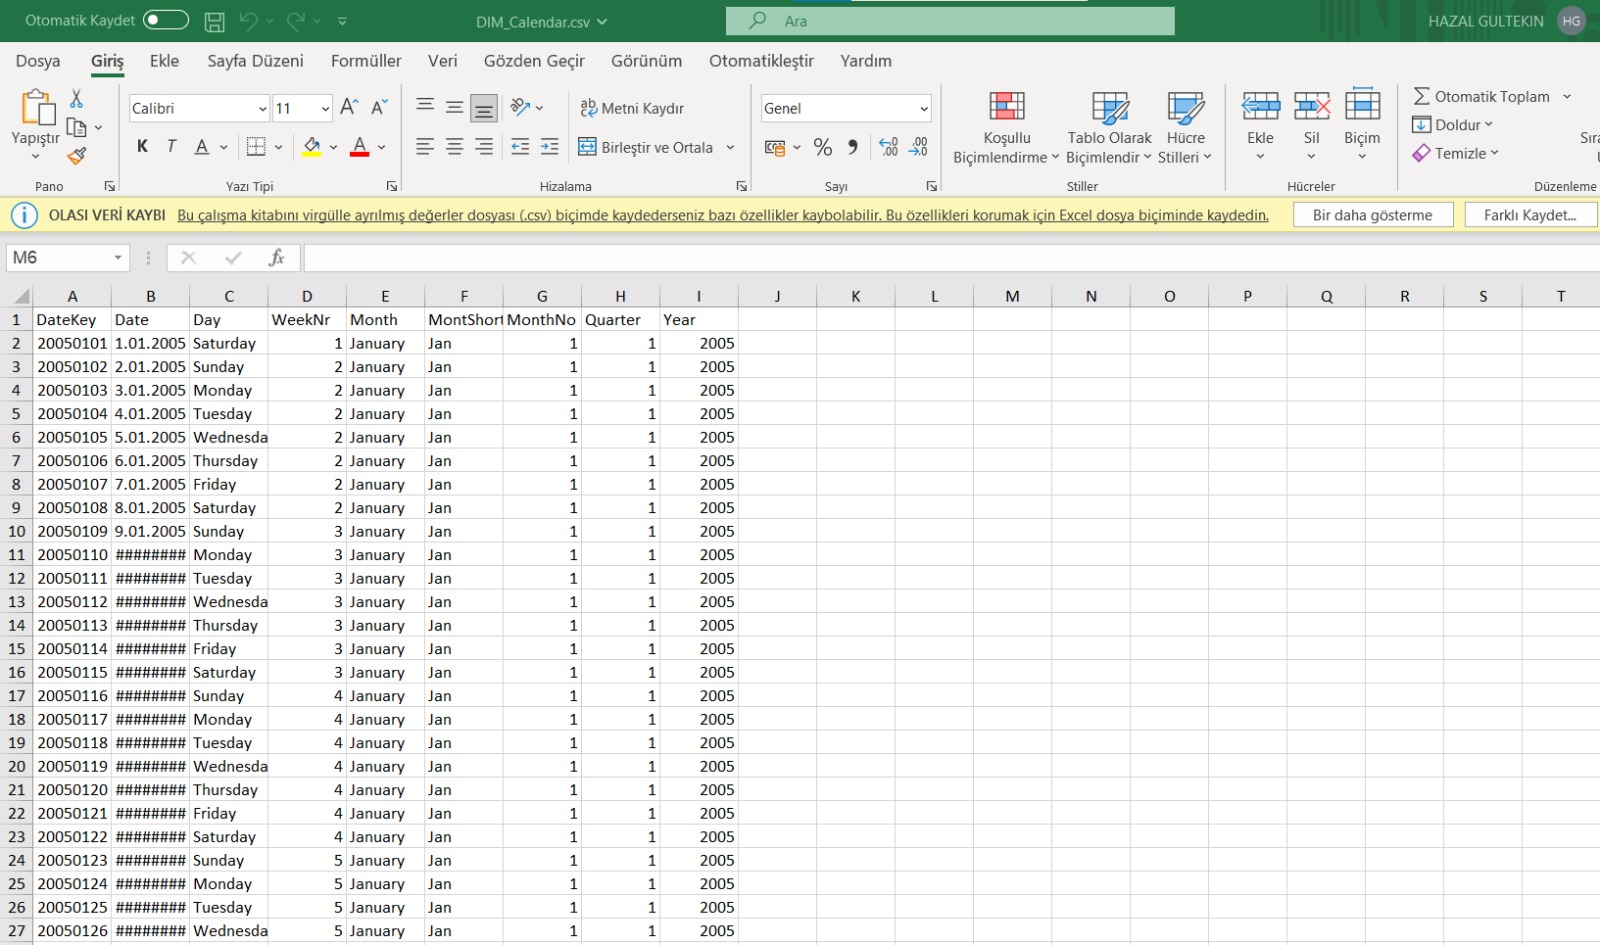 Otomatik Kaydet DIM_Calendar.csv Ara HAZAL GULTEKIN HG
Dosya Giriş Ekle Sayfa Düzeni Formüller Veri Gözden Geçir Görünüm Otomatikleştir Yardım
Yapıştır
Pano
Calibri 11
K T A
Yazı Tipi
Metni Kaydır
Birleştir ve Ortala
Hizalama
Genel
% 9
Sayı
Koşullu Biçimlendirme
Tablo Olarak Biçimlendir
Hücre Stilleri
Stiller
Ekle Sil Biçim
Hücreler
Otomatik Toplam
Doldur
Temizle
Düzenleme
OLASI VERİ KAYBI Bu çalışma kitabını virgülle ayrılmış değerler dosyası (.csv) biçimde kaydederseniz bazı özellikler kaybolabilir. Bu özellikleri korumak için Excel dosya biçiminde kaydedin. Bir daha gösterme Farklı Kaydet...
M6 fx
A B C D E F G H I J K L M N O P Q R S T
1 DateKey Date Day WeekNr Month MontShort MonthNo Quarter Year
2 20050101 1.01.2005 Saturday 1 January Jan 1 1 2005
3 20050102 2.01.2005 Sunday 2 January Jan 1 1 2005
4 20050103 3.01.2005 Monday 2 January Jan 1 1 2005
5 20050104 4.01.2005 Tuesday 2 January Jan 1 1 2005
6 20050105 5.01.2005 Wednesda 2 January Jan 1 1 2005
7 20050106 6.01.2005 Thursday 2 January Jan 1 1 2005
8 20050107 7.01.2005 Friday 2 January Jan 1 1 2005
9 20050108 8.01.2005 Saturday 2 January Jan 1 1 2005
10 20050109 9.01.2005 Sunday 3 January Jan 1 1 2005
11 20050110 ######## Monday 3 January Jan 1 1 2005
12 20050111 ######## Tuesday 3 January Jan 1 1 2005
13 20050112 ######## Wednesda 3 January Jan 1 1 2005
14 20050113 ######## Thursday 3 January Jan 1 1 2005
15 20050114 ######## Friday 3 January Jan 1 1 2005
16 20050115 ######## Saturday 3 January Jan 1 1 2005
17 20050116 ######## Sunday 4 January Jan 1 1 2005
18 20050117 ######## Monday 4 January Jan 1 1 2005
19 20050118 ######## Tuesday 4 January Jan 1 1 2005
20 20050119 ######## Wednesda 4 January Jan 1 1 2005
21 20050120 ######## Thursday 4 January Jan 1 1 2005
22 20050121 ######## Friday 4 January Jan 1 1 2005
23 20050122 ######## Saturday 4 January Jan 1 1 2005
24 20050123 ######## Sunday 5 January Jan 1 1 2005
25 20050124 ######## Monday 5 January Jan 1 1 2005
26 20050125 ######## Tuesday 5 January Jan 1 1 2005
27 20050126 ######## Wednesda 5 January Jan 1 1 2005